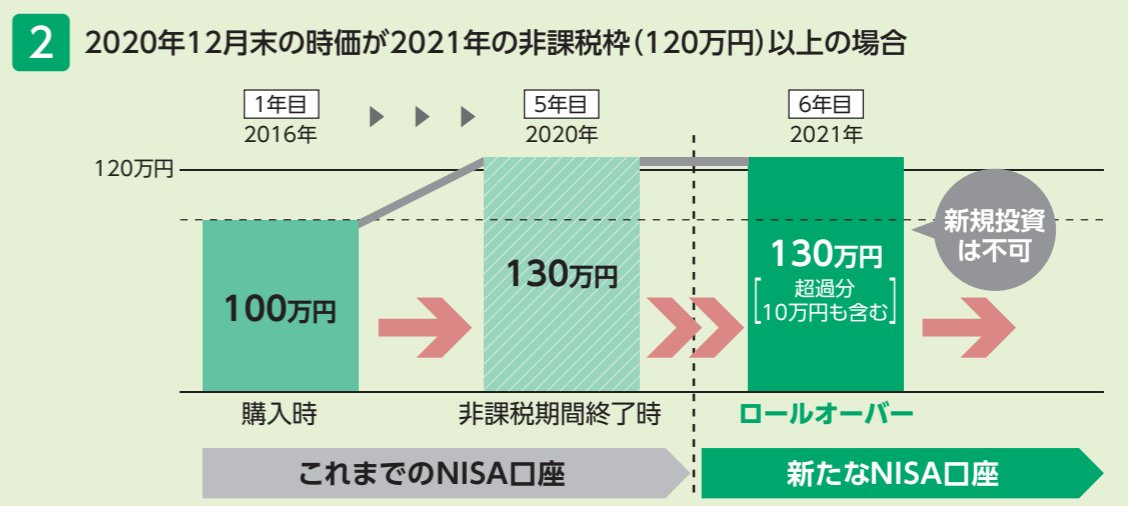 2 2020年12月末の時価が2021年の非課税枠(120万円)以上の場合
1年目
2016年
5年目
2020年
6年目
2021年
120万円
100万円
130万円
130万円
超過分
10万円も含む
新規投資
は不可
購入時
非課税期間終了時
ロールオーバー
これまでのNISA口座
新たなNISA口座